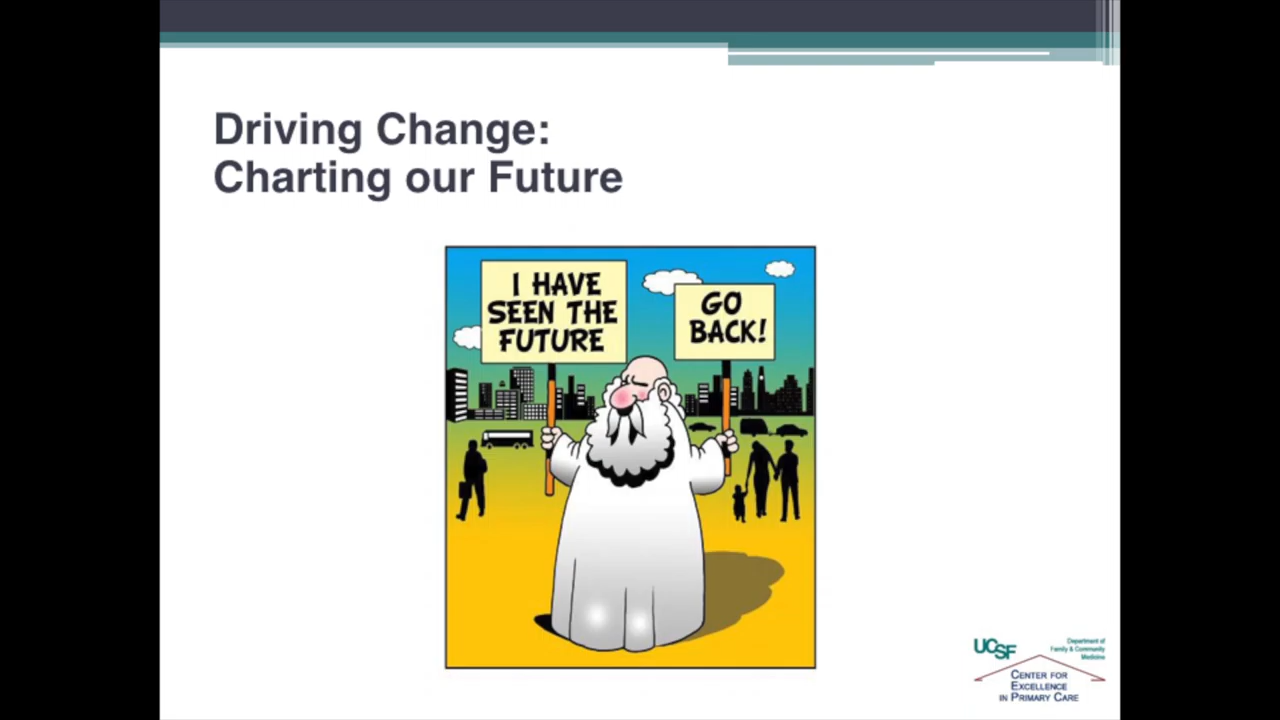 Driving Change:
Charting our Future
I HAVE
SEEN THE
FUTURE
GO
BACK!
UCSF
Department of
Family & Community
Medicine
CENTER FOR
EXCELLENCE
IN PRIMARY CARE